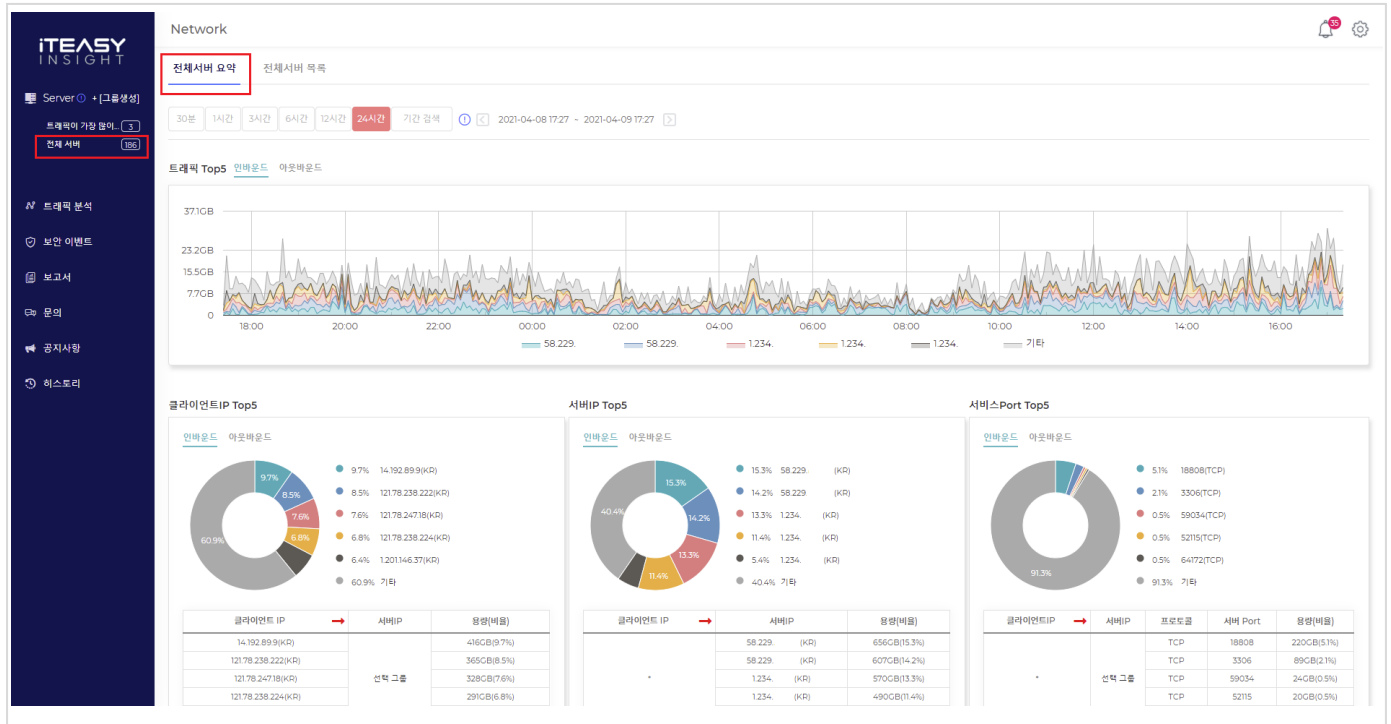 iTEASY
INSIGHT
Server +[그룹생성]
트래픽이 가장 많이.. 3
전체 서버 186
트래픽 분석
보안 이벤트
보고서
문의
공지사항
히스토리
Network
35
전체서버 요약 전체서버 목록
30분 1시간 3시간 6시간 12시간 24시간 기간 검색 2021-04-08 17:27 ~ 2021-04-09 17:27
트래픽 Top5 인바운드 아웃바운드
37.1GB
23.2GB
15.5GB
7.7GB
0
18:00 20:00 22:00 00:00 02:00 04:00 06:00 08:00 10:00 12:00 14:00 16:00
58.229. 58.229. 1.234. 1.234. 1.234. 기타
클라이언트IP Top5
인바운드 아웃바운드
9.7%
8.5%
7.6%
6.8%
60.9%
9.7% 14.192.89.9(KR)
8.5% 121.78.238.222(KR)
7.6% 121.78.247.18(KR)
6.8% 121.78.238.224(KR)
6.4% 1.201.146.37(KR)
60.9% 기타
클라이언트 IP → 서버IP 용량(비율)
14.192.89.9(KR) 416GB(9.7%)
121.78.238.222(KR) 365GB(8.5%)
121.78.247.18(KR) 선택 그룹 328GB(7.6%)
121.78.238.224(KR) 291GB(6.8%)
서버IP Top5
인바운드 아웃바운드
15.3%
14.2%
13.3%
11.4%
40.4%
15.3% 58.229. (KR)
14.2% 58.229 (KR)
13.3% 1.234. (KR)
11.4% 1.234. (KR)
5.4% 1.234. (KR)
40.4% 기타
클라이언트 IP → 서버IP 용량(비율)
58.229. (KR) 656GB(15.3%)
58.229. (KR) 607GB(14.2%)
* 1.234. (KR) 570GB(13.3%)
1.234. (KR) 490GB(11.4%)
서비스Port Top5
인바운드 아웃바운드
91.3%
5.1% 18808(TCP)
2.1% 3306(TCP)
0.5% 59034(TCP)
0.5% 52115(TCP)
0.5% 64172(TCP)
91.3% 기타
클라이언트IP → 서버IP 프로토콜 서버 Port 용량(비율)
TCP 18808 220GB(5.1%)
TCP 3306 89GB(2.1%)
* 선택 그룹 TCP 59034 24GB(0.5%)
TCP 52115 20GB(0.5%)